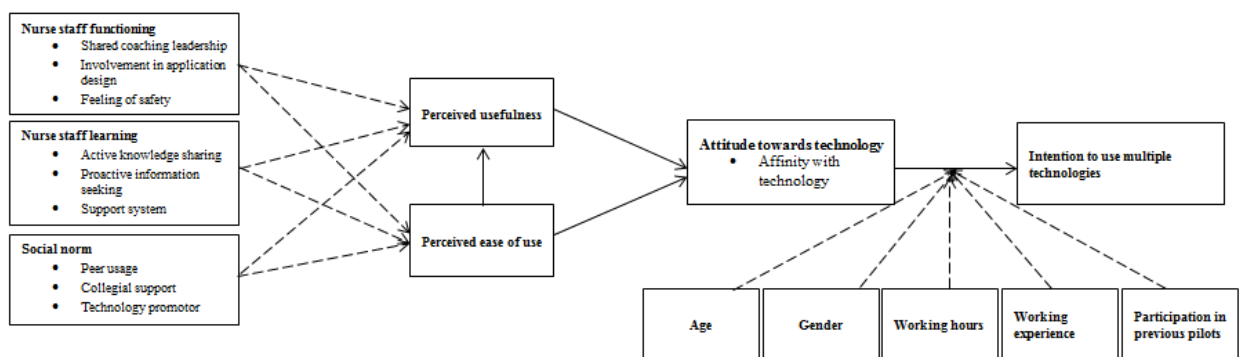 Nurse staff functioning
• Shared coaching leadership
• Involvement in application
design
• Feeling of safety
Nurse staff learning
• Active knowledge sharing
• Proactive information
seeking
• Support system
Social norm
• Peer usage
• Collegial support
• Technology promotor
Perceived usefulness
Perceived ease of use
Attitude towards technology
• Affinity with
technology
Intention to use multiple
technologies
Age
Gender
Working hours
Working
experience
Participation in
previous pilots